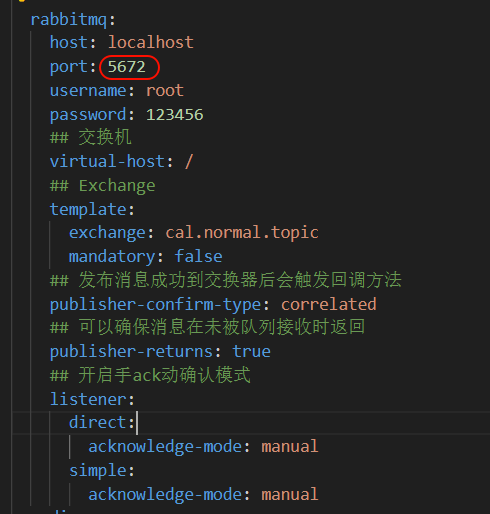 rabbitmq:
host: localhost
port: 5672
username: root
password: 123456
## 交换机
virtual-host: /
## Exchange
template:
exchange: cal.normal.topic
mandatory: false
## 发布消息成功到交换器后会触发回调方法
publisher-confirm-type: correlated
## 可以确保消息在未被队列接收时返回
publisher-returns: true
## 开启手ack动确认模式
listener:
direct:
acknowledge-mode: manual
simple:
acknowledge-mode: manual